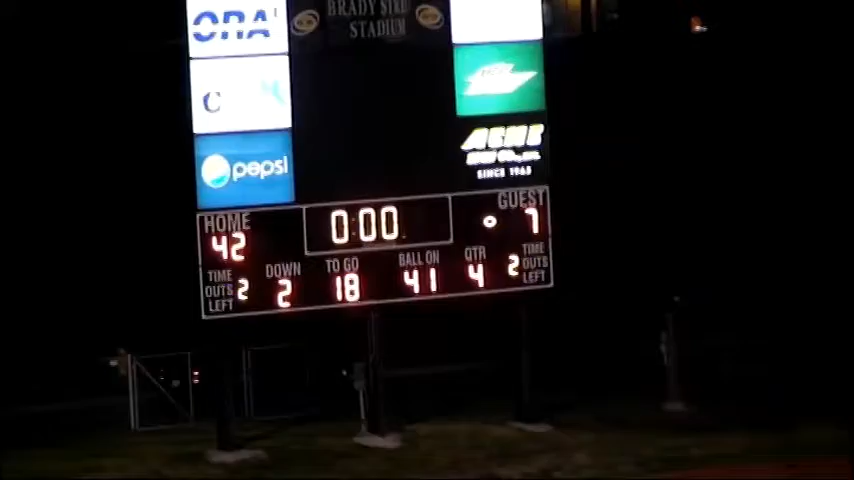 ORA
STADIUM
pepsi
ACME
SINCE 1963
HOME
42
0:00
GUEST
7
TIME
OUTS
LEFT
2
DOWN
2
TO GO
18
BALL ON
41
QTR
4
2
TIME
OUTS
LEFT